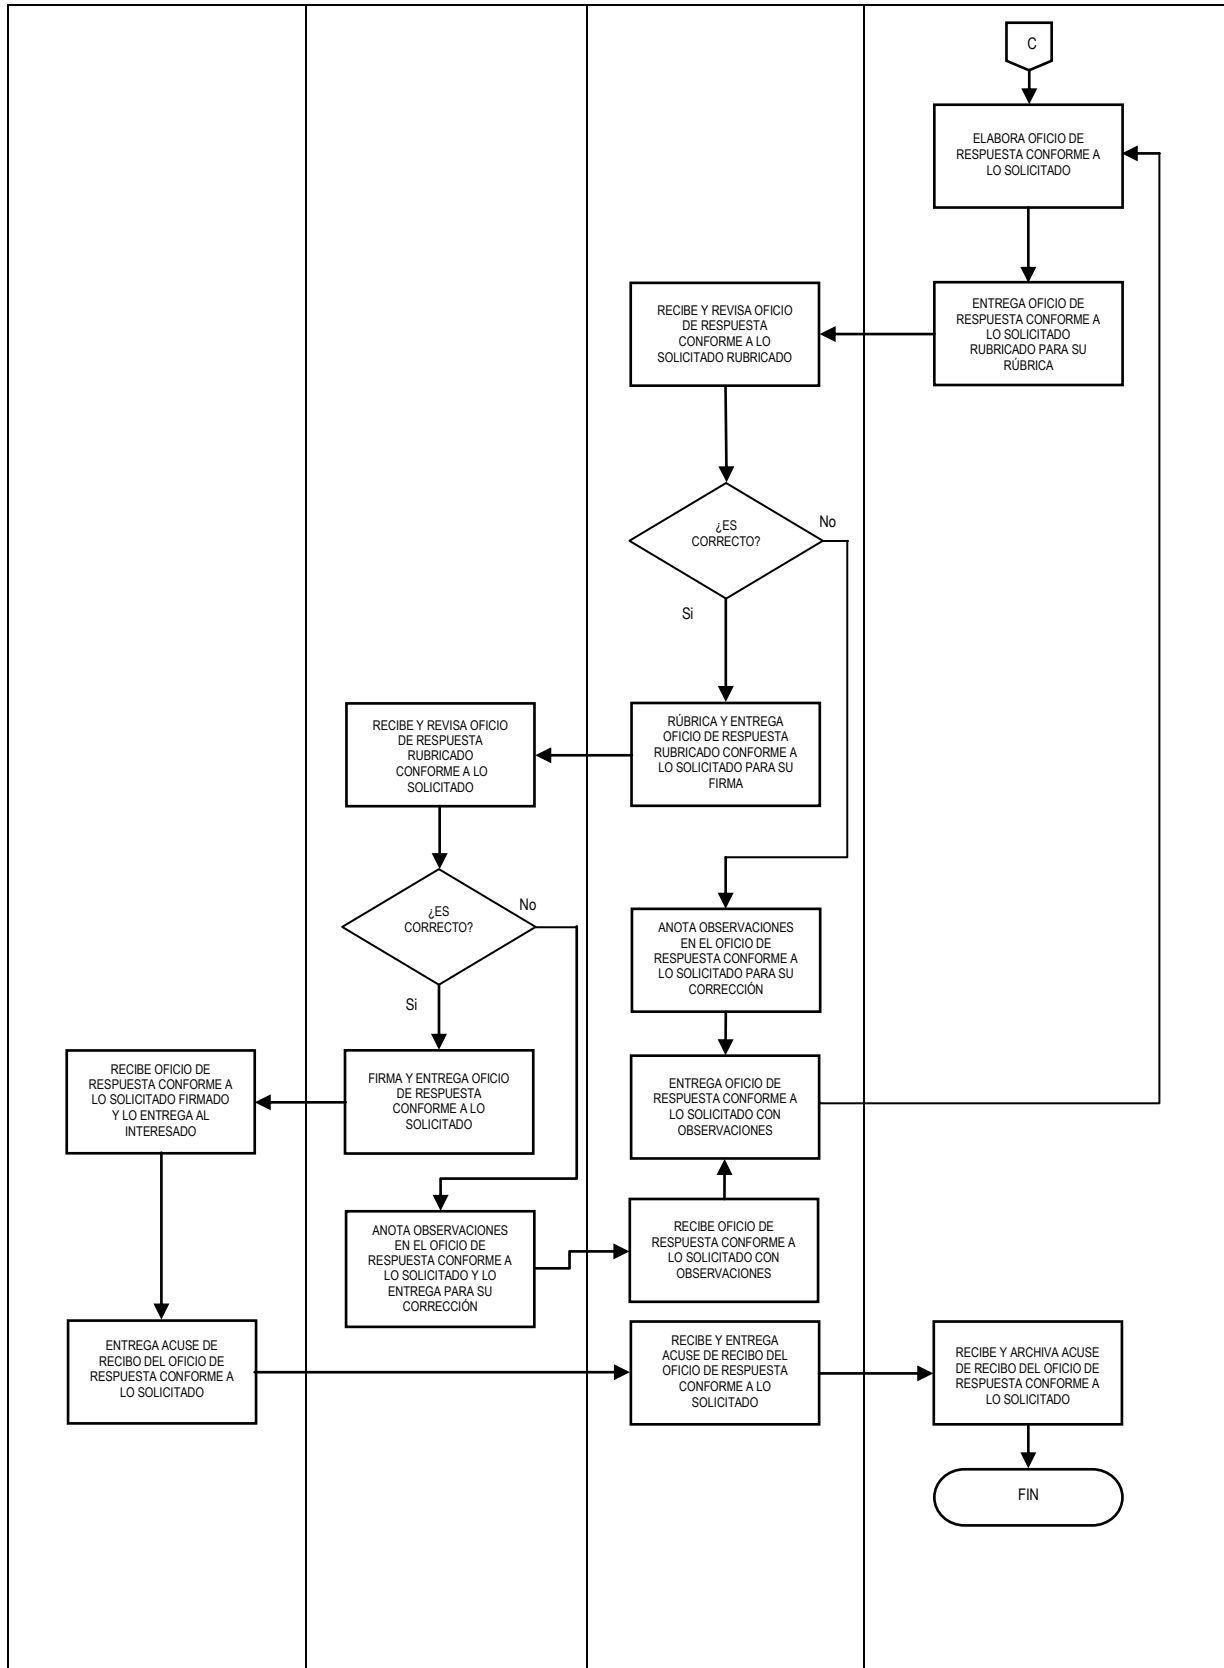 C
ELABORA OFICIO DE
RESPUESTA CONFORME A
LO SOLICITADO
ENTREGA OFICIO DE
RESPUESTA CONFORME A
LO SOLICITADO
RUBRICADO PARA SU
RÚBRICA
RECIBE Y REVISA OFICIO
DE RESPUESTA
CONFORME A LO
SOLICITADO RUBRICADO
¿ES
CORRECTO?
No
Si
RÚBRICA Y ENTREGA
OFICIO DE RESPUESTA
RUBRICADO CONFORME A
LO SOLICITADO PARA SU
FIRMA
RECIBE Y REVISA OFICIO
DE RESPUESTA
RUBRICADO
CONFORME A LO
SOLICITADO
¿ES
CORRECTO?
No
Si
ANOTA OBSERVACIONES
EN EL OFICIO DE
RESPUESTA CONFORME A
LO SOLICITADO PARA SU
CORRECCIÓN
FIRMA Y ENTREGA OFICIO
DE RESPUESTA
CONFORME A LO
SOLICITADO
RECIBE OFICIO DE
RESPUESTA CONFORME A
LO SOLICITADO FIRMADO
Y LO ENTREGA AL
INTERESADO
ENTREGA OFICIO DE
RESPUESTA CONFORME A
LO SOLICITADO CON
OBSERVACIONES
ANOTA OBSERVACIONES
EN EL OFICIO DE
RESPUESTA CONFORME A
LO SOLICITADO Y LO
ENTREGA PARA SU
CORRECCIÓN
RECIBE OFICIO DE
RESPUESTA CONFORME A
LO SOLICITADO CON
OBSERVACIONES
ENTREGA ACUSE DE
RECIBO DEL OFICIO DE
RESPUESTA CONFORME A
LO SOLICITADO
RECIBE Y ENTREGA
ACUSE DE RECIBO DEL
OFICIO DE RESPUESTA
CONFORME A LO
SOLICITADO
RECIBE Y ARCHIVA ACUSE
DE RECIBO DEL OFICIO DE
RESPUESTA CONFORME A
LO SOLICITADO
FIN